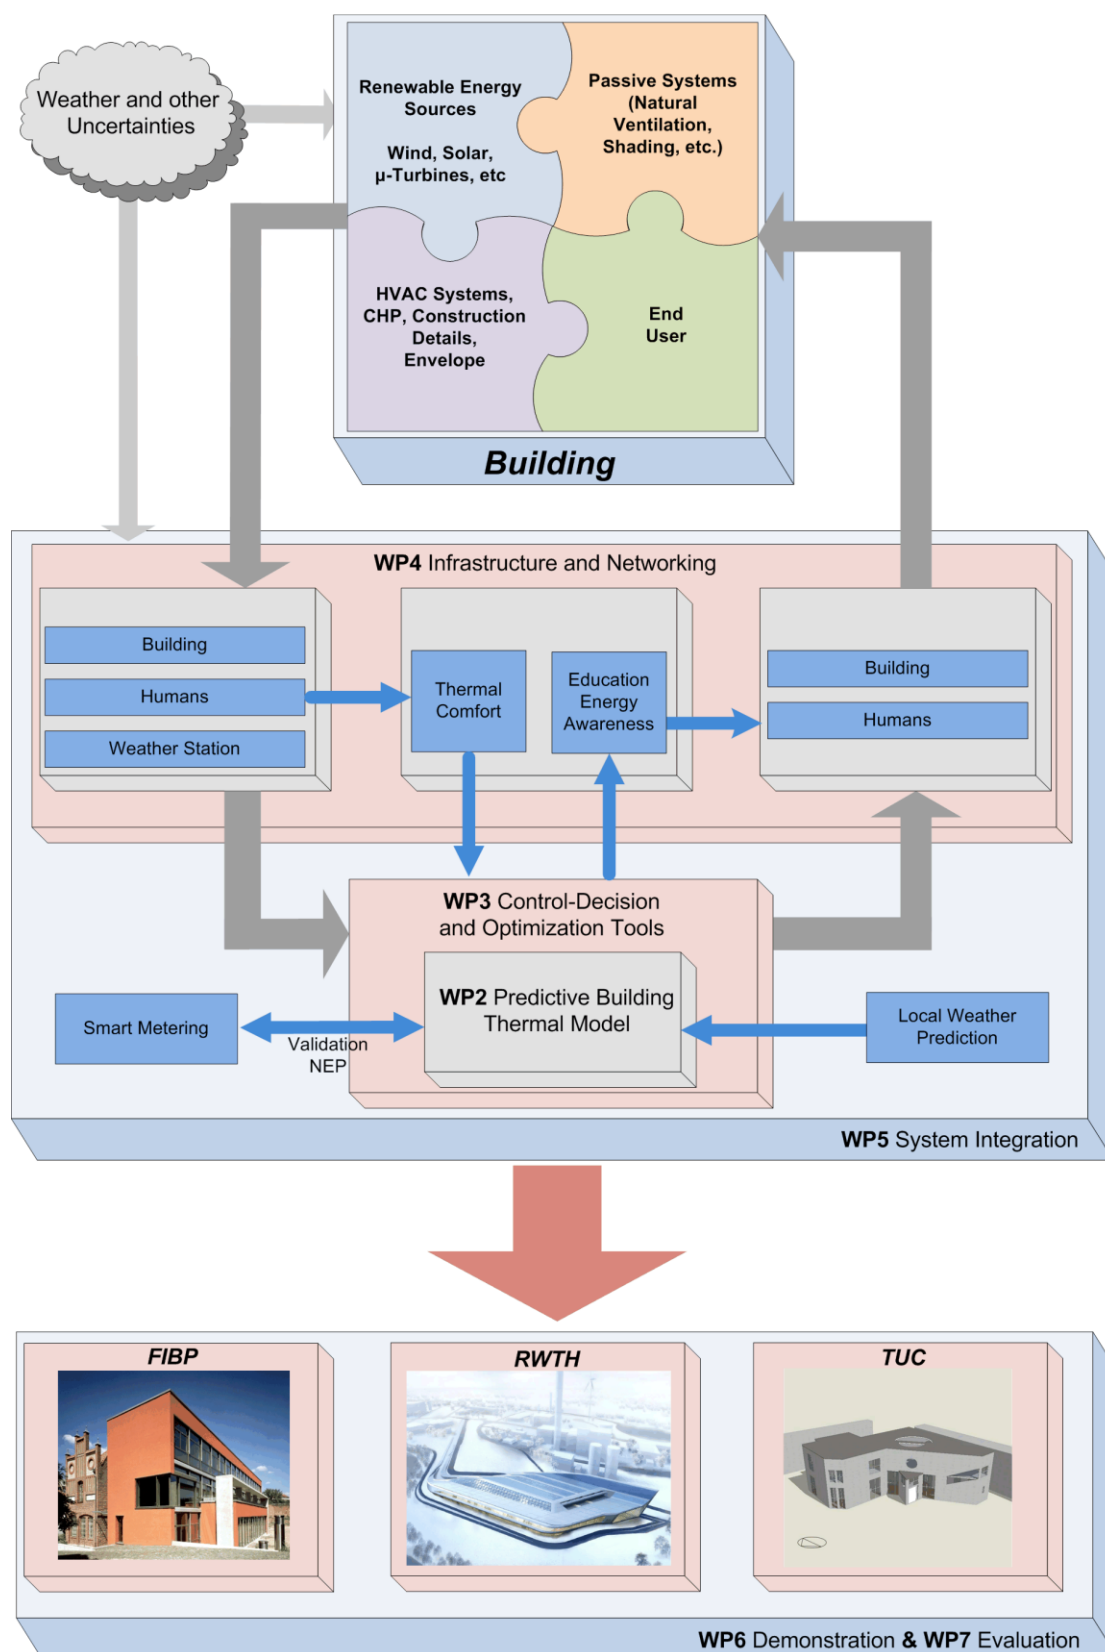 Weather and other
Uncertainties
Renewable Energy
Sources
Wind, Solar,
µ-Turbines, etc
Passive Systems
(Natural
Ventilation,
Shading, etc.)
HVAC Systems,
CHP, Construction
Details,
Envelope
End
User
Building
WP4 Infrastructure and Networking
Building
Humans
Weather Station
Thermal
Comfort
Education
Energy
Awareness
Building
Humans
WP3 Control-Decision
and Optimization Tools
WP2 Predictive Building
Thermal Model
Smart Metering
Validation
NEP
Local Weather
Prediction
WP5 System Integration
FIBP
RWTH
TUC
WP6 Demonstration & WP7 Evaluation